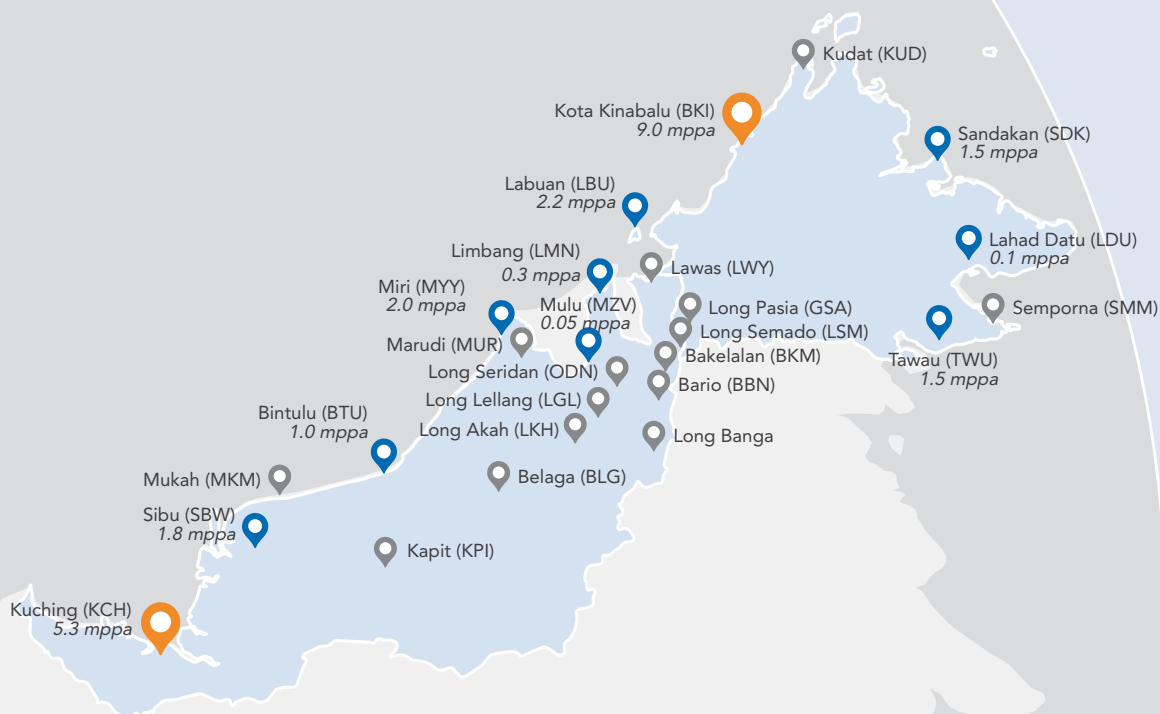 Kudat (KUD)
Kota Kinabalu (BKI)
9.0 mppa
Sandakan (SDK)
1.5 mppa
Labuan (LBU)
2.2 mppa
Lahad Datu (LDU)
0.1 mppa
Limbang (LMN)
0.3 mppa
Lawas (LWY)
Miri (MYY)
2.0 mppa
Mulu (MZV)
0.05 mppa
Long Pasia (GSA)
Semporna (SMM)
Long Semado (LSM)
Marudi (MUR)
Bakelalan (BKM)
Tawau (TWU)
1.5 mppa
Long Seridan (ODN)
Bario (BBN)
Long Lellang (LGL)
Bintulu (BTU)
1.0 mppa
Long Akah (LKH)
Long Banga
Mukah (MKM)
Belaga (BLG)
Sibu (SBW)
1.8 mppa
Kapit (KPI)
Kuching (KCH)
5.3 mppa